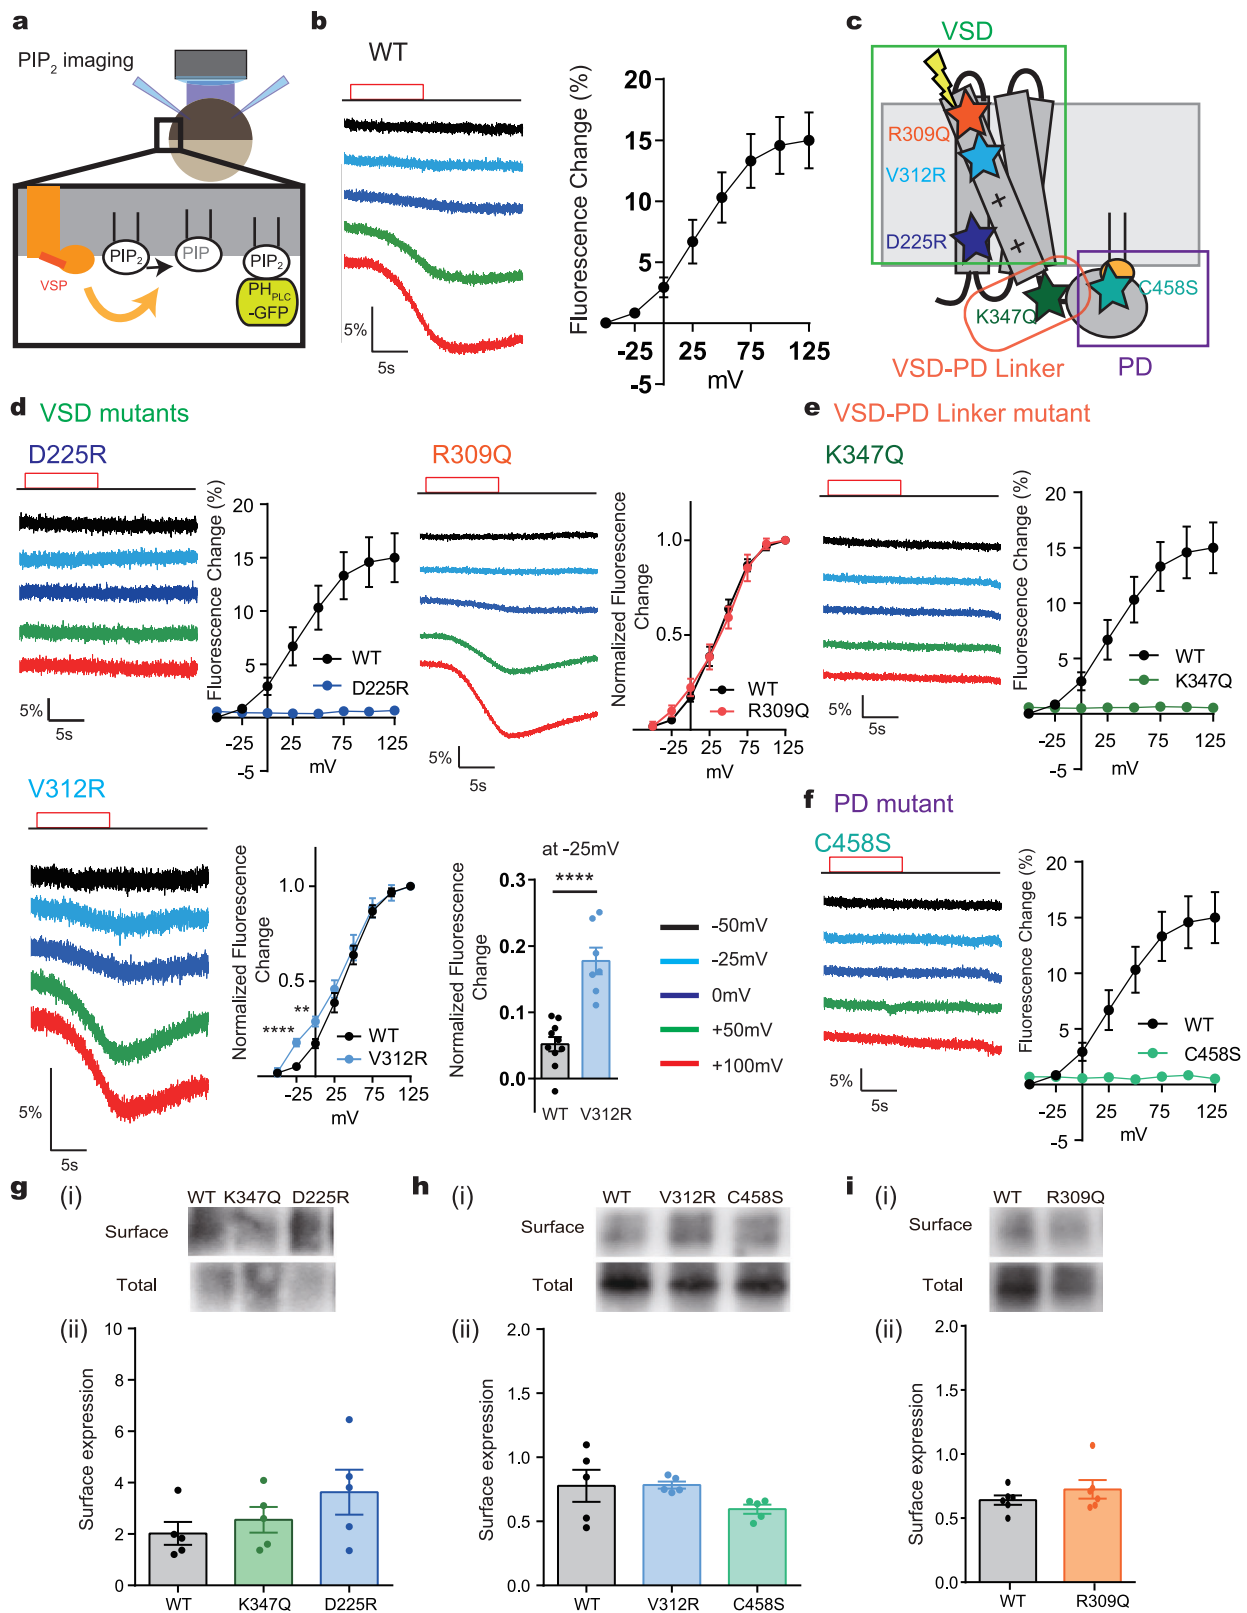 a
PIP2 imaging
VSP
PIP2
PIP
PIP2
PHPLC
-GFP
b
WT
5%
5s
Fluorescence Change (%)
20
15
10
5
-5
-25
25
75
125
mV
c
VSD
R309Q
V312R
D225R
+
+
K347Q
C458S
VSD-PD Linker
PD
d VSD mutants
D225R
5%
5s
Fluorescence Change (%)
20
15
10
5
-5
WT
D225R
-25
25
75
125
mV
R309Q
5%
5s
Normalized Fluorescence
Change
1.0
0.5
WT
R309Q
-25
25
75
125
mV
e VSD-PD Linker mutant
K347Q
5%
5s
Fluorescence Change (%)
20
15
10
5
-5
WT
K347Q
-25
25
75
125
mV
V312R
5%
5s
Normalized Fluorescence
Change
1.0
0.5
****
**
WT
V312R
-25
25
75
125
mV
at -25mV
****
Normalized Fluorescence
Change
0.3
0.2
0.1
0.0
WT
V312R
-50mV
-25mV
0mV
+50mV
+100mV
f PD mutant
C458S
5%
5s
Fluorescence Change (%)
20
15
10
5
-5
WT
C458S
-25
25
75
125
mV
g
(i)
WT K347Q D225R
Surface
Total
(ii)
Surface expression
10
8
6
4
2
0
WT
K347Q
D225R
h
(i)
WT V312R C458S
Surface
Total
(ii)
Surface expression
2.0
1.5
1.0
0.5
0.0
WT
V312R
C458S
i
(i)
WT R309Q
Surface
Total
(ii)
Surface expression
2.0
1.5
1.0
0.5
0.0
WT
R309Q